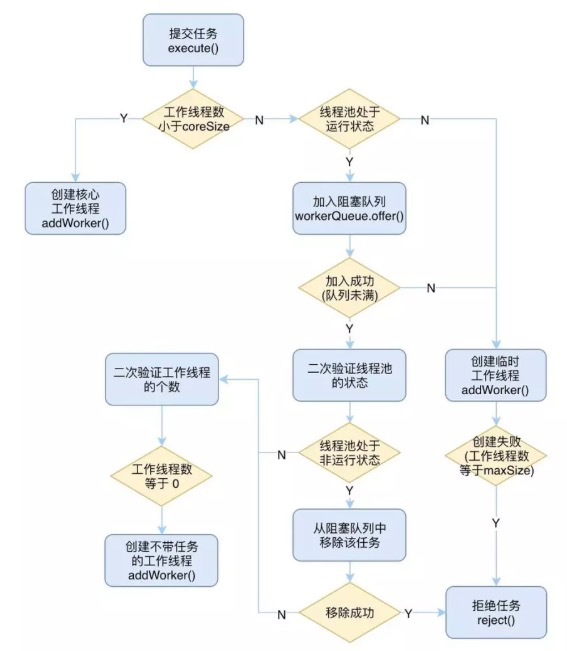 提交任务
execute()
工作线程数
小于coreSize
Y
N
线程池处于
运行状态
N
Y
创建核心
工作线程
addWorker()
加入阻塞队列
workerQueue.offer()
加入成功
(队列未满)
N
Y
二次验证工作线程
的个数
二次验证线程池
的状态
创建临时
工作线程
addWorker()
线程池处于
非运行状态
N
Y
创建失败
(工作线程数
等于maxSize)
Y
工作线程数
等于 0
从阻塞队列中
移除该任务
创建不带任务
的工作线程
addWorker()
移除成功
N
Y
拒绝任务
reject()